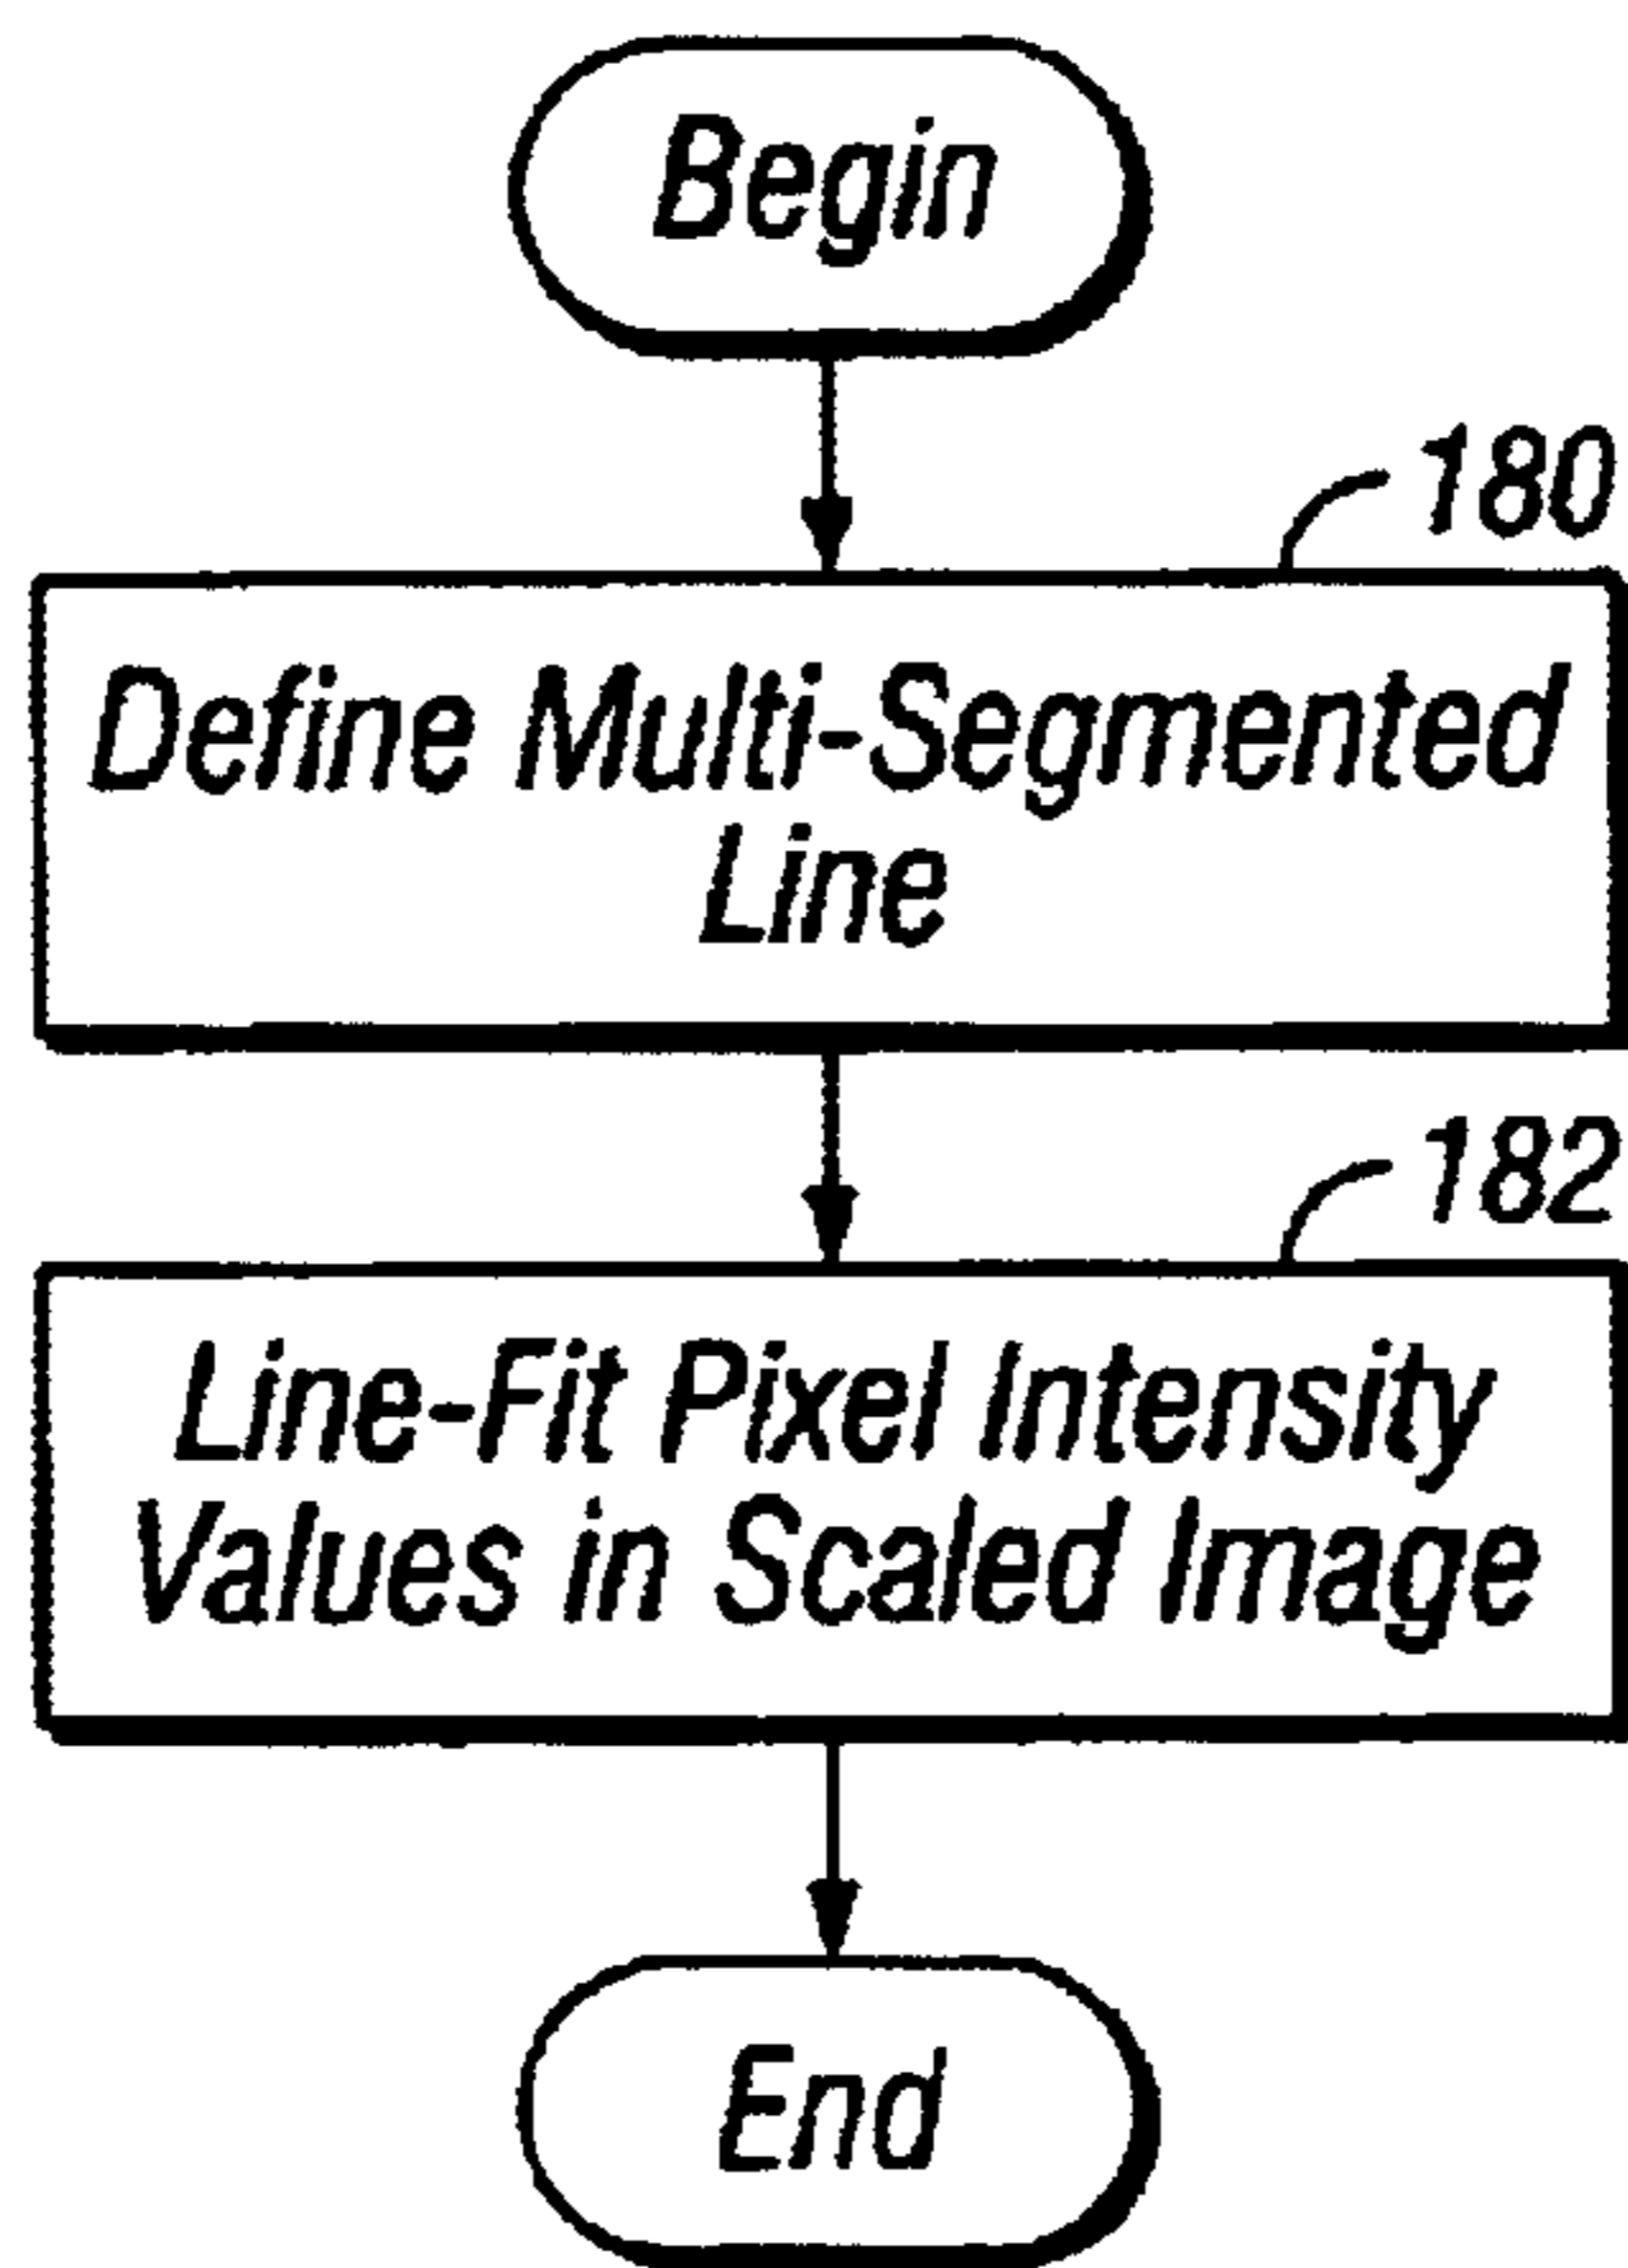 Begin
180
Define Multi-Segmented
Line
182
Line-Fit Pixel Intensity
Values in Scaled Image
End